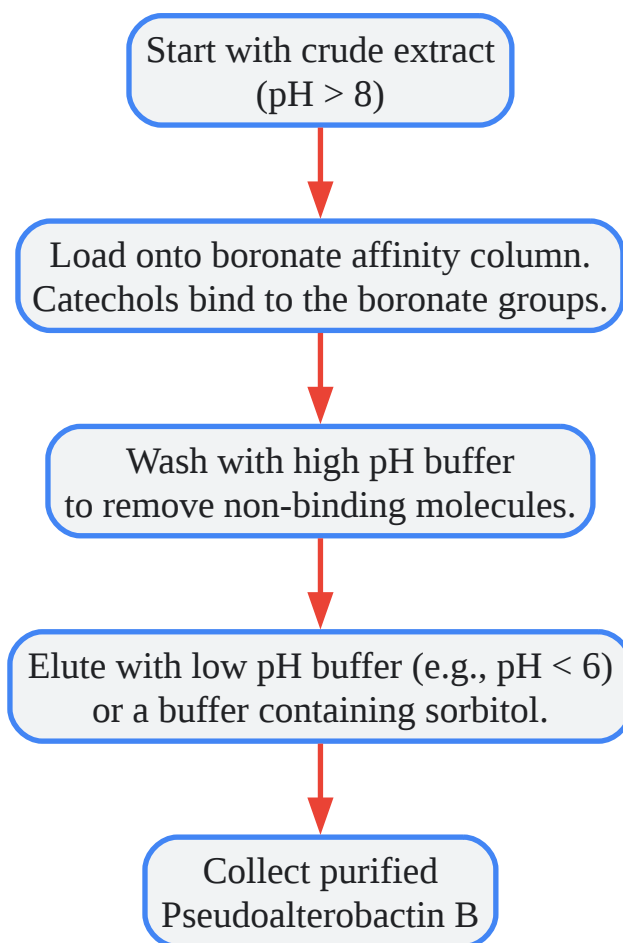 Start with crude extract
(pH > 8)
Load onto boronate affinity column.
Catechols bind to the boronate groups.
Wash with high pH buffer
to remove non-binding molecules.
Elute with low pH buffer (e.g., pH < 6)
or a buffer containing sorbitol.
Collect purified
Pseudoalterobactin B